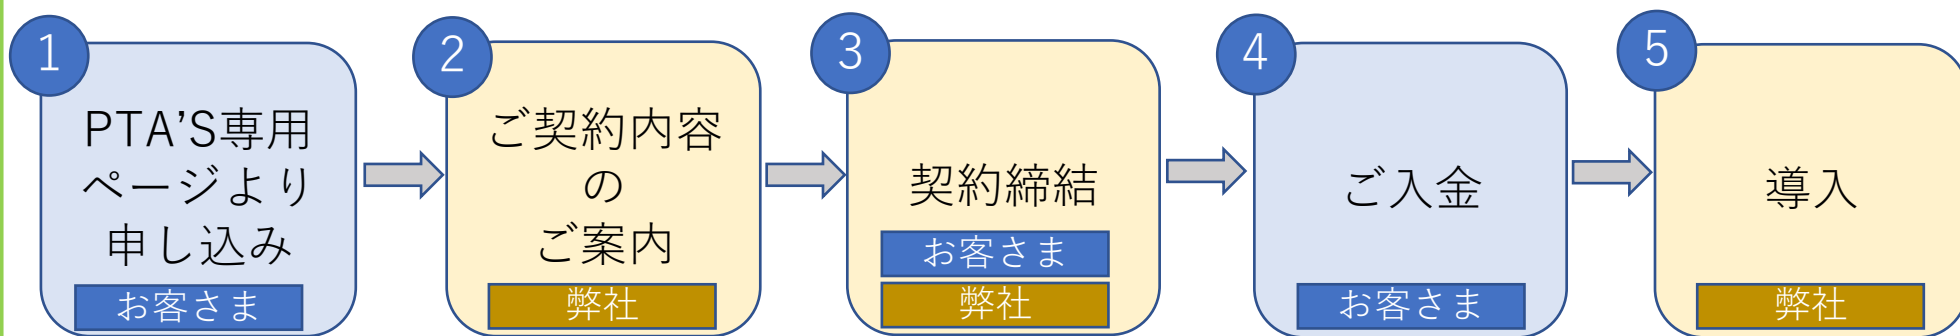 1
PTA’S専用
ページより
申し込み
お客さま
2
ご契約内容
の
ご案内
弊社
3
契約締結
お客さま
弊社
4
ご入金
お客さま
5
導入
弊社